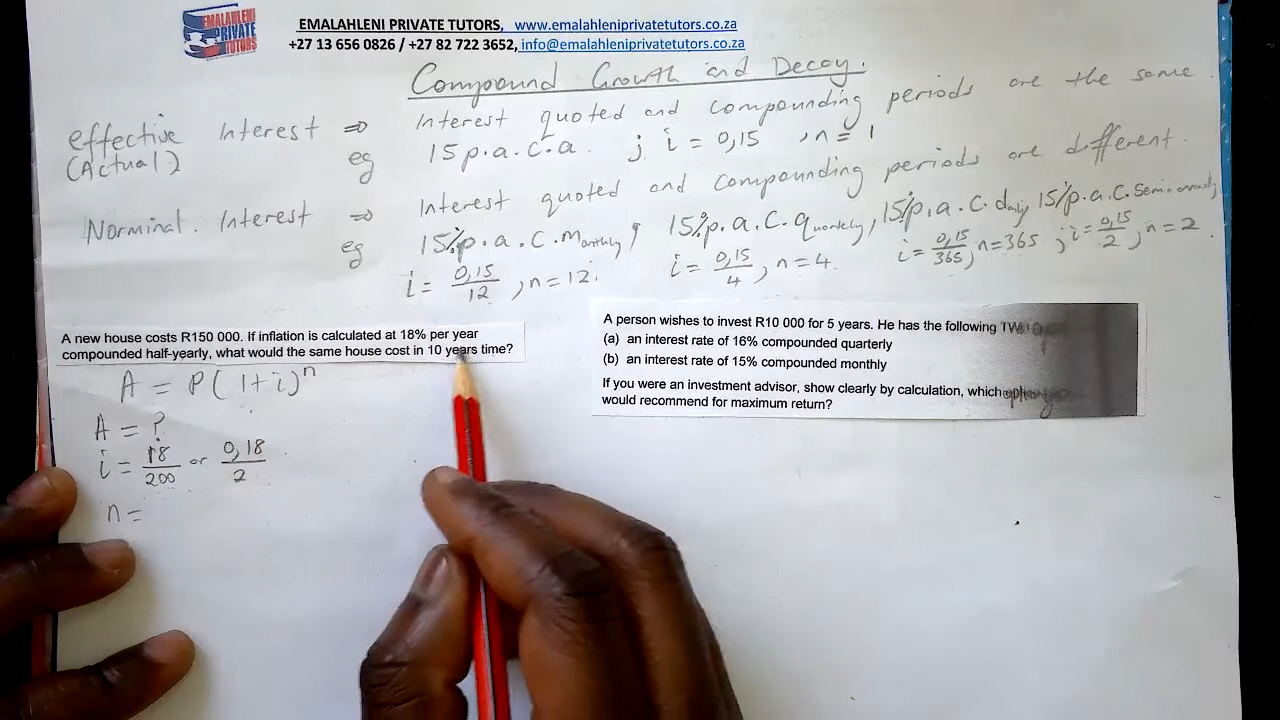 EMALAHLENI PRIVATE TUTORS
EMALAHLENI PRIVATE TUTORS, www.emalahleniprivatetutors.co.za
+27 13 656 0826 / +27 82 722 3652, info@emalahleniprivatetutors.co.za
Compound Growth and Decay.
effective Interest ⇒ Interest quoted and compounding periods are the same.
(Actual) eg 15 p.a.c.a. ; i = 0,15 , n = 1
Norminal. Interest ⇒ Interest quoted and compounding periods are different.
eg 15% p.a.c. Monthly, 15% p.a.c. quarterly, 15% p.a.c. daily, 15% p.a.c. Semi annually
i = 0,15/12 , n = 12. i = 0,15/4 , n = 4. i = 0,15/365, n = 365 ; i = 0,15/2, n = 2.
A new house costs R150 000. If inflation is calculated at 18% per year
compounded half-yearly, what would the same house cost in 10 years time?
A = P(1+i)^n
A = ?
i = 18/200 or 0,18/2
n =
A person wishes to invest R10 000 for 5 years. He has the following TWO
(a) an interest rate of 16% compounded quarterly
(b) an interest rate of 15% compounded monthly
If you were an investment advisor, show clearly by calculation, which
would recommend for maximum return?